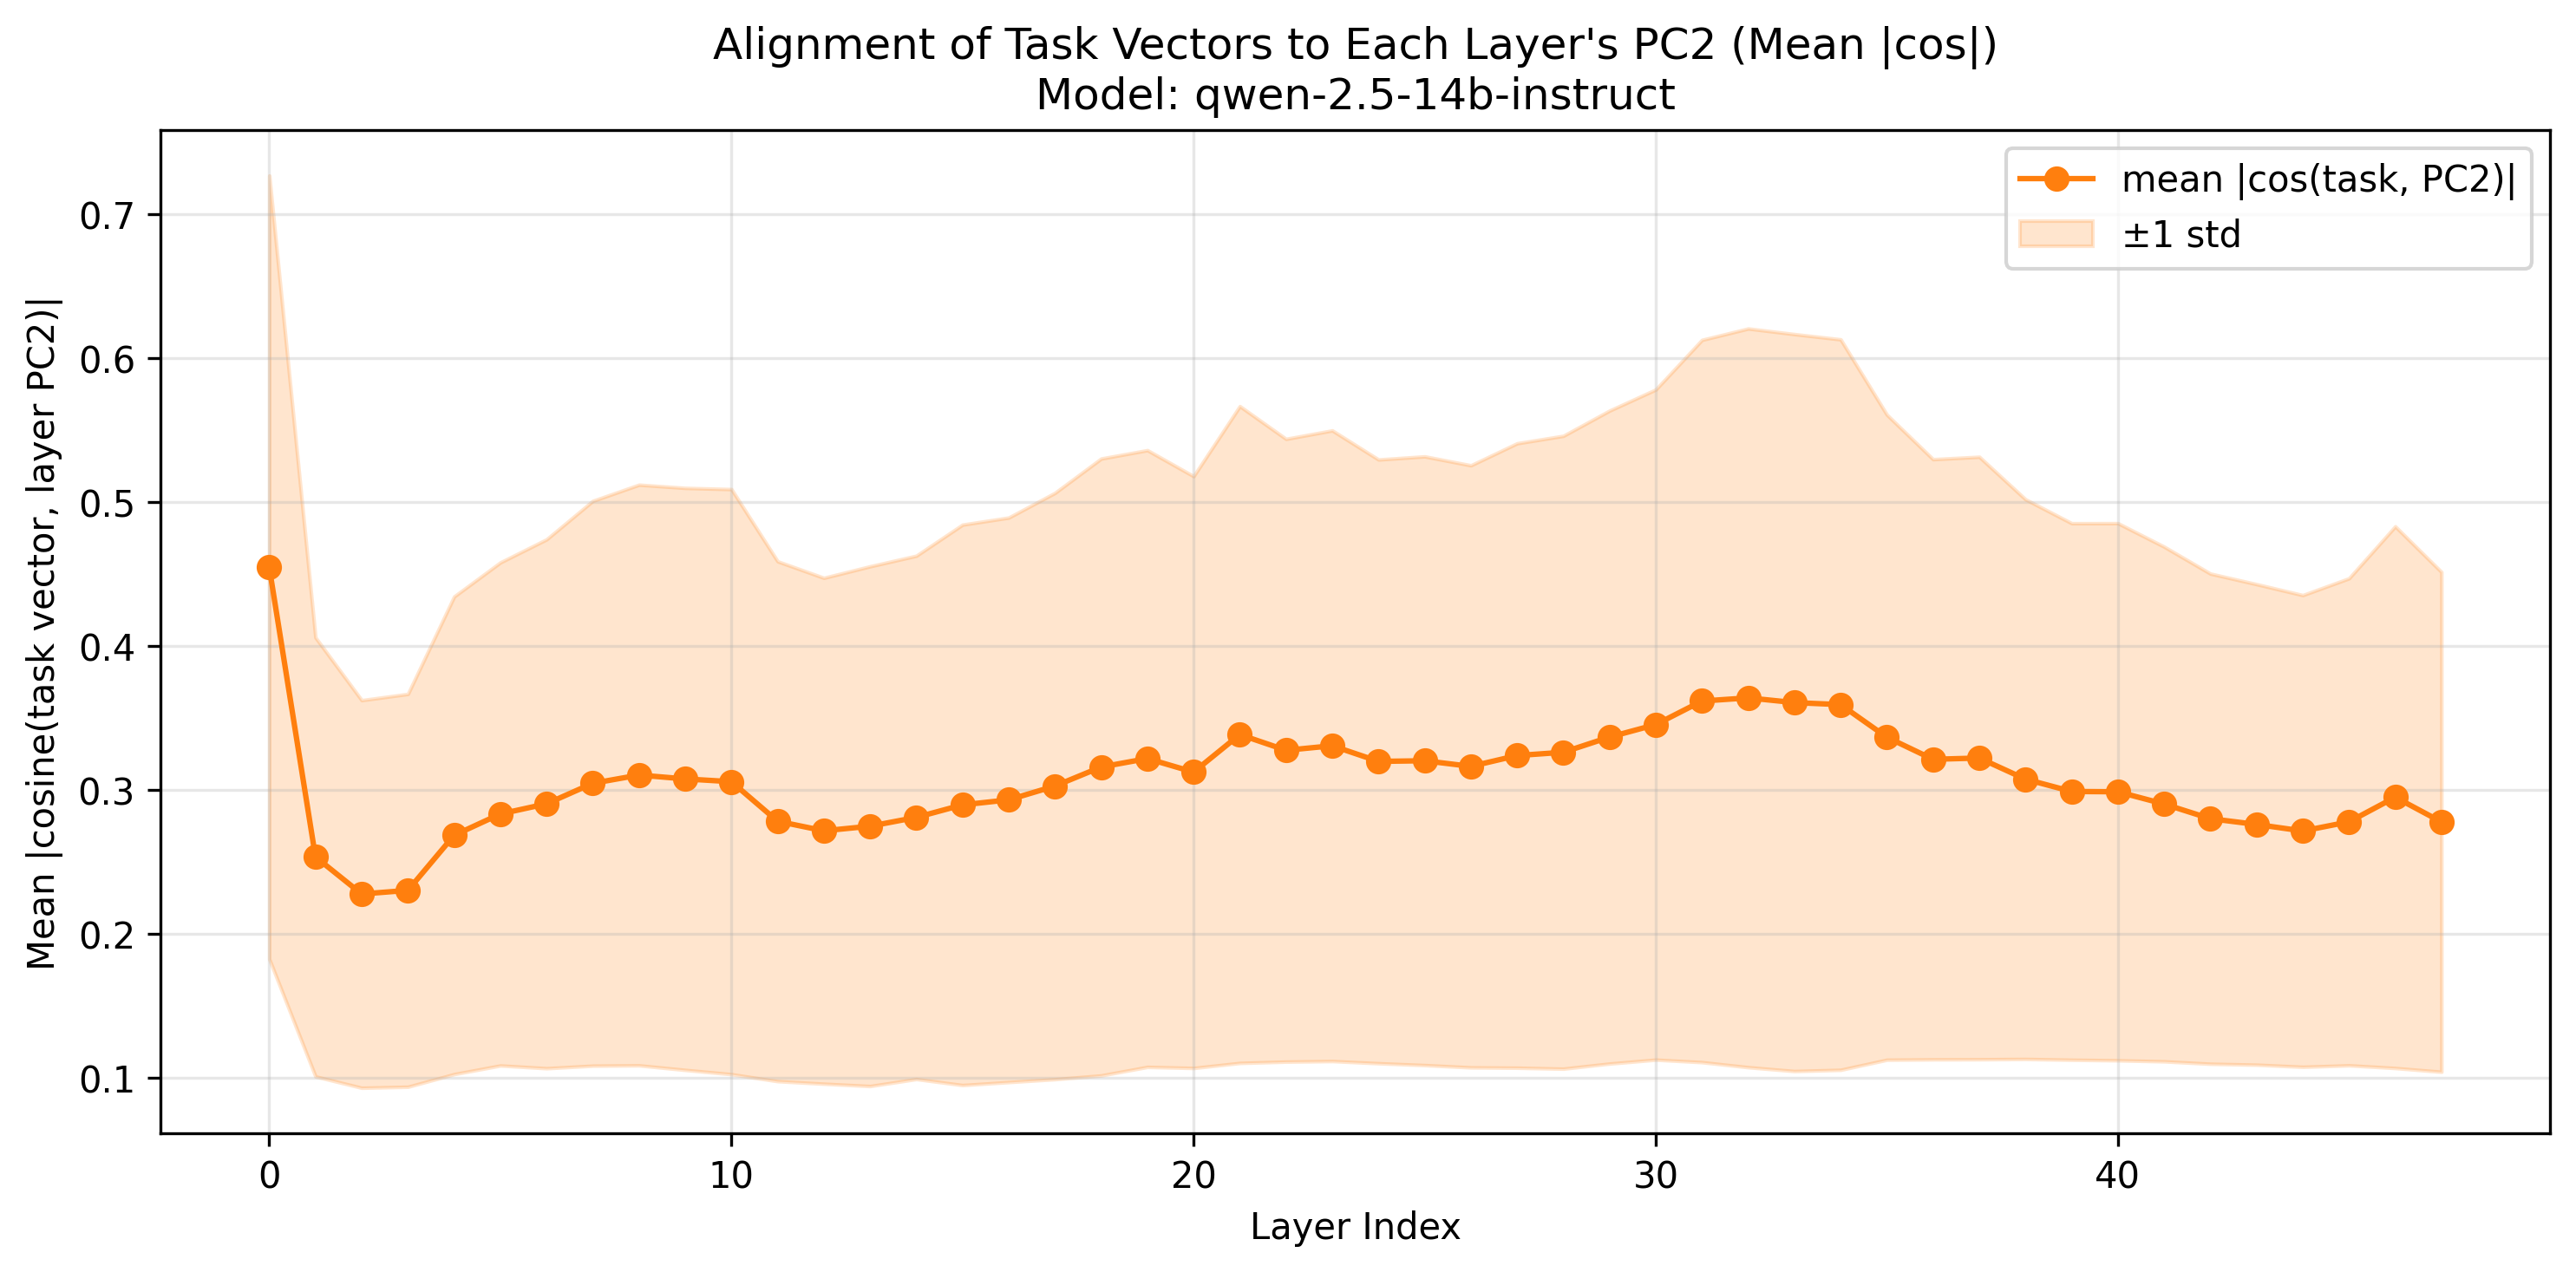 Alignment of Task Vectors to Each Layer's PC2 (Mean |cos|)
Model: qwen-2.5-14b-instruct
mean |cos(task, PC2)|
±1 std
Mean |cosine(task vector, layer PC2)|
0.7
0.6
0.5
0.4
0.3
0.2
0.1
0
10
20
30
40
Layer Index